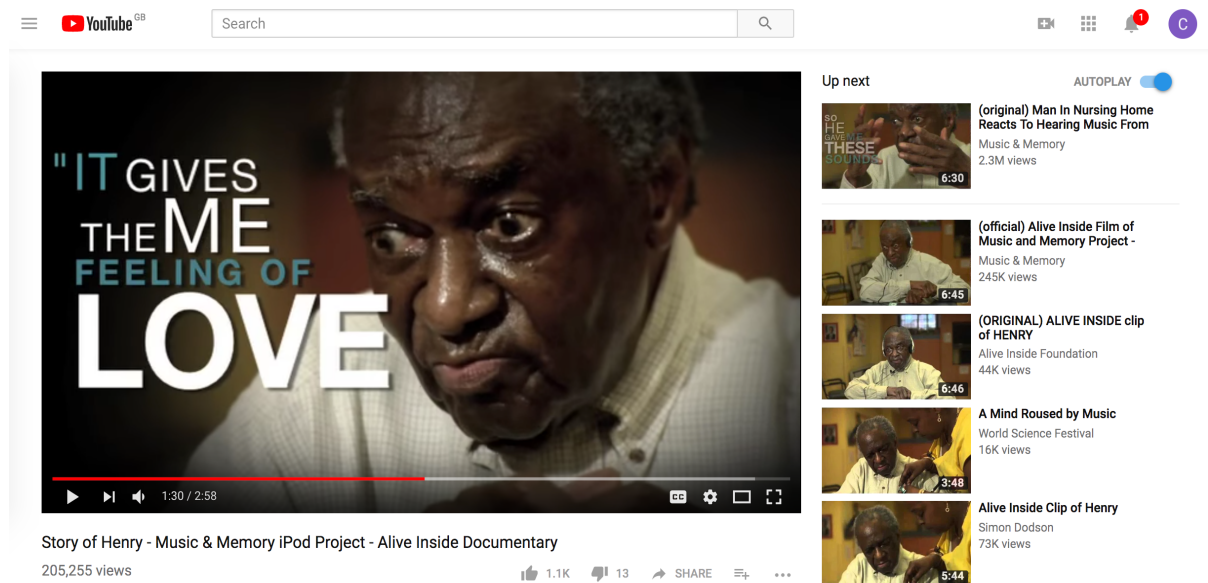 YouTube GB
Search
1
C
"IT GIVES
THE ME
FEELING OF
LOVE
1:30 / 2:58
CC
Story of Henry - Music & Memory iPod Project - Alive Inside Documentary
205,255 views
1.1K
13
SHARE
Up next
AUTOPLAY
SO
HE
GAVE ME
THESE
SOUNDS
6:30
(original) Man In Nursing Home
Reacts To Hearing Music From
Music & Memory
2.3M views
6:45
(official) Alive Inside Film of
Music and Memory Project -
Music & Memory
245K views
6:46
(ORIGINAL) ALIVE INSIDE clip
of HENRY
Alive Inside Foundation
44K views
3:48
A Mind Roused by Music
World Science Festival
16K views
5:44
Alive Inside Clip of Henry
Simon Dodson
73K views